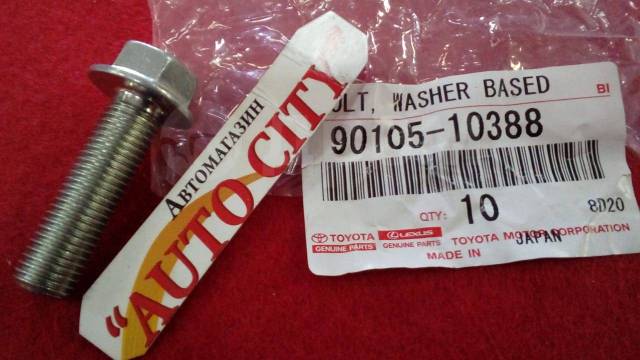 Автомагазин
"AUTO CITY
OLT, WASHER BASED
BI
90105-10388
QTY: 10
8D20
TOYOTA
GENUINE PARTS
LEXUS
GENUINE PARTS
TOYOTA MOTOR CORPORATION
MADE IN JAPAN